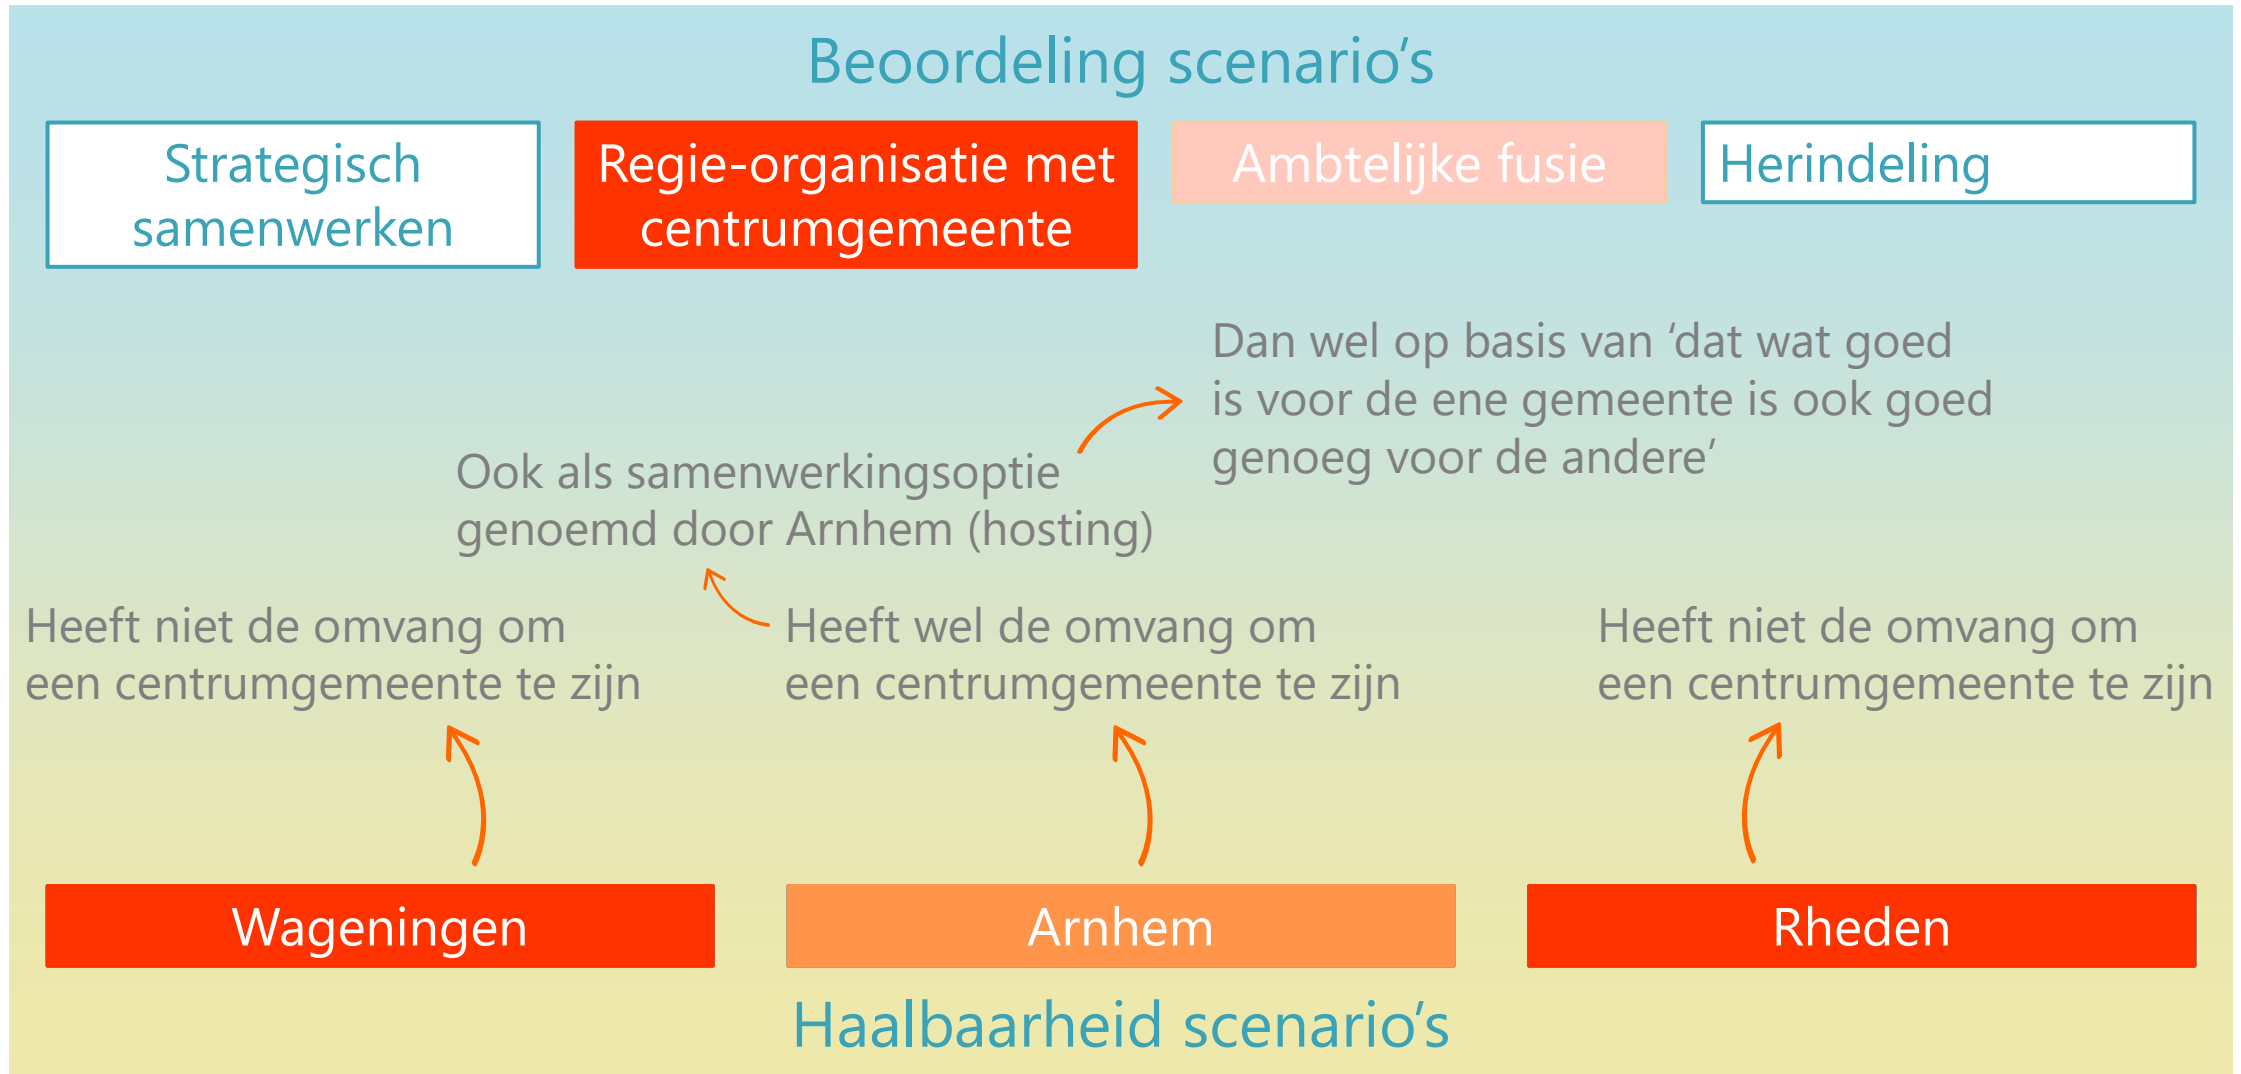 Beoordeling scenario’s
Strategisch
samenwerken
Regie-organisatie met
centrumgemeente
Ambtelijke fusie
Herindeling
Dan wel op basis van ‘dat wat goed
is voor de ene gemeente is ook goed
genoeg voor de andere’
Ook als samenwerkingsoptie
genoemd door Arnhem (hosting)
Heeft niet de omvang om
een centrumgemeente te zijn
Heeft wel de omvang om
een centrumgemeente te zijn
Heeft niet de omvang om
een centrumgemeente te zijn
Wageningen
Arnhem
Rheden
Haalbaarheid scenario’s